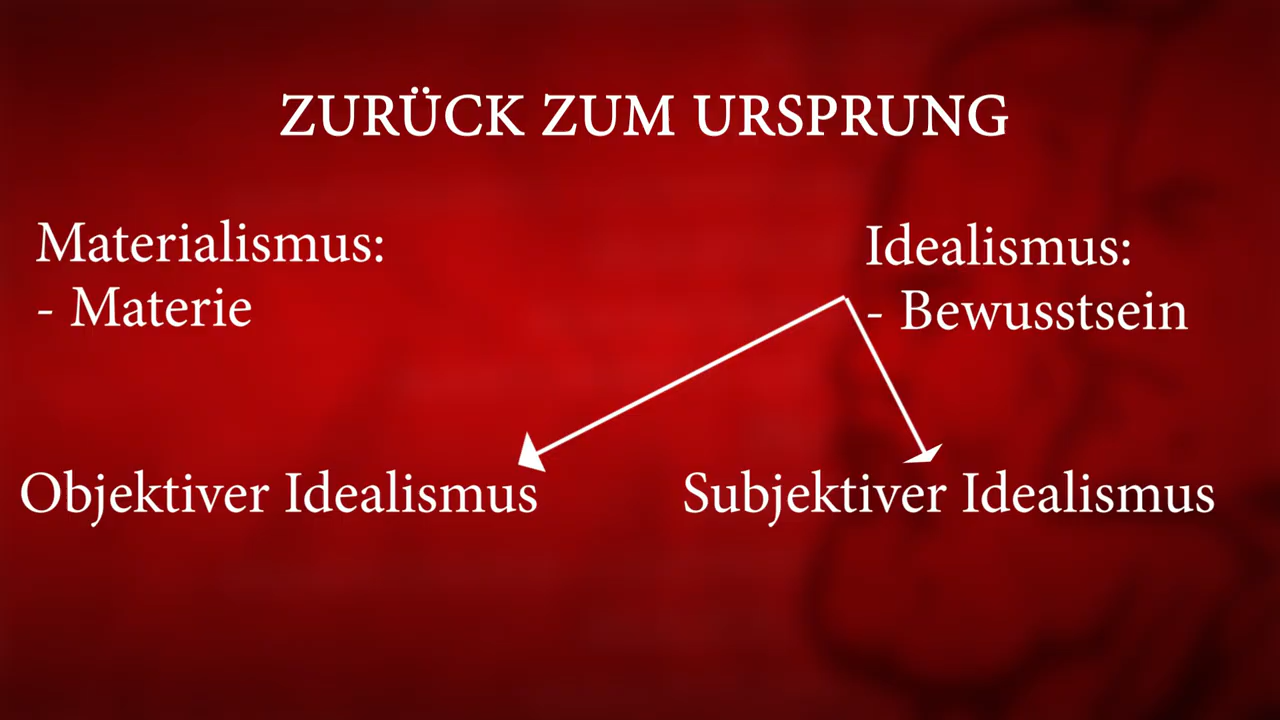 ZURÜCK ZUM URSPRUNG
Materialismus:
- Materie
Idealismus:
- Bewusstsein
Objektiver Idealismus
Subjektiver Idealismus